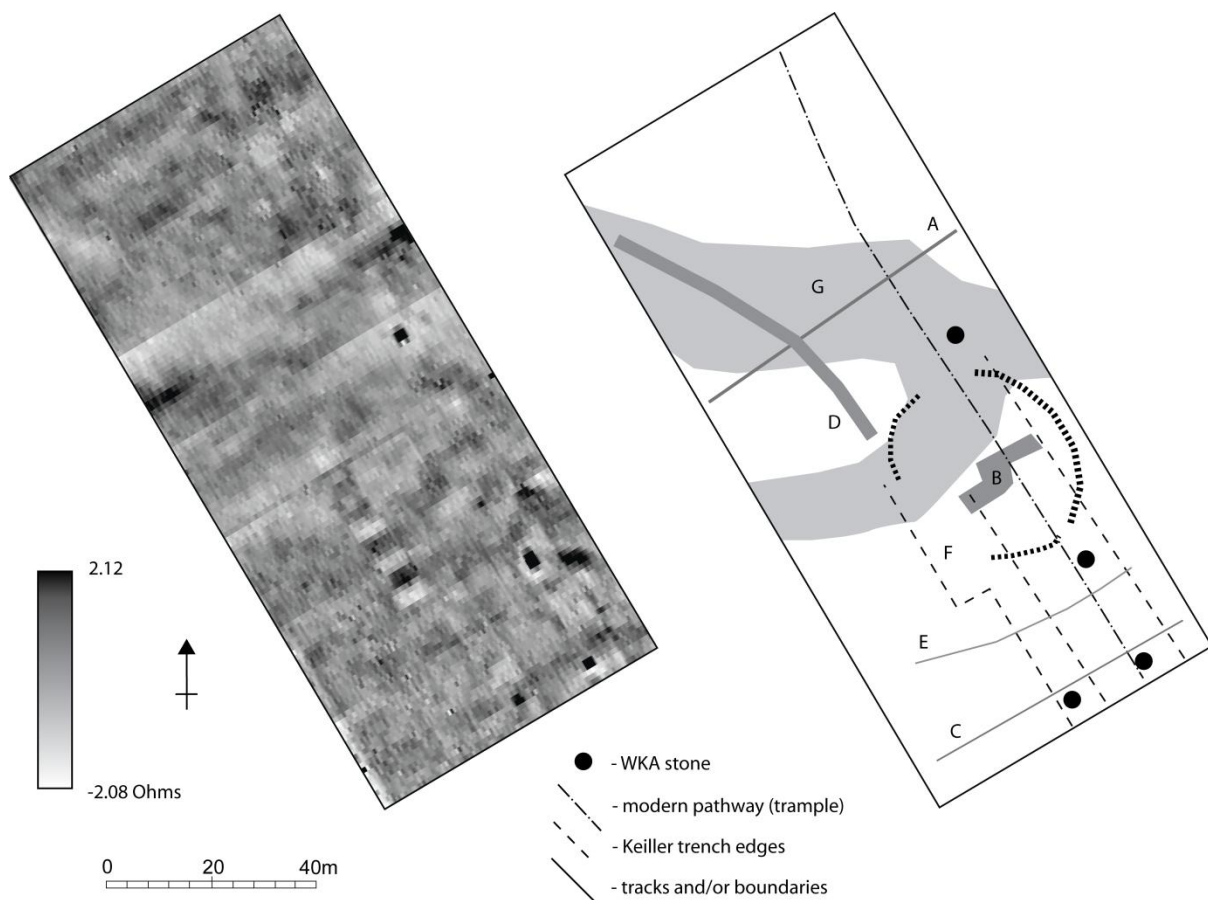 A
G
D
B
F
E
C
2.12
-2.08 Ohms
0 20 40m
- WKA stone
- modern pathway (trample)
- Keiller trench edges
- tracks and/or boundaries